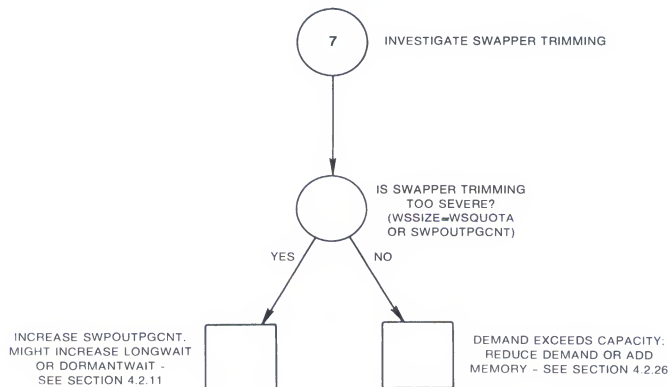 7
INVESTIGATE SWAPPER TRIMMING
IS SWAPPER TRIMMING
TOO SEVERE?
(WSSIZE=WSQUOTA
OR SWPOUTPGCNT)
YES
NO
INCREASE SWPOUTPGCNT.
MIGHT INCREASE LONGWAIT
OR DORMANTWAIT -
SEE SECTION 4.2.11
DEMAND EXCEEDS CAPACITY:
REDUCE DEMAND OR ADD
MEMORY - SEE SECTION 4.2.26